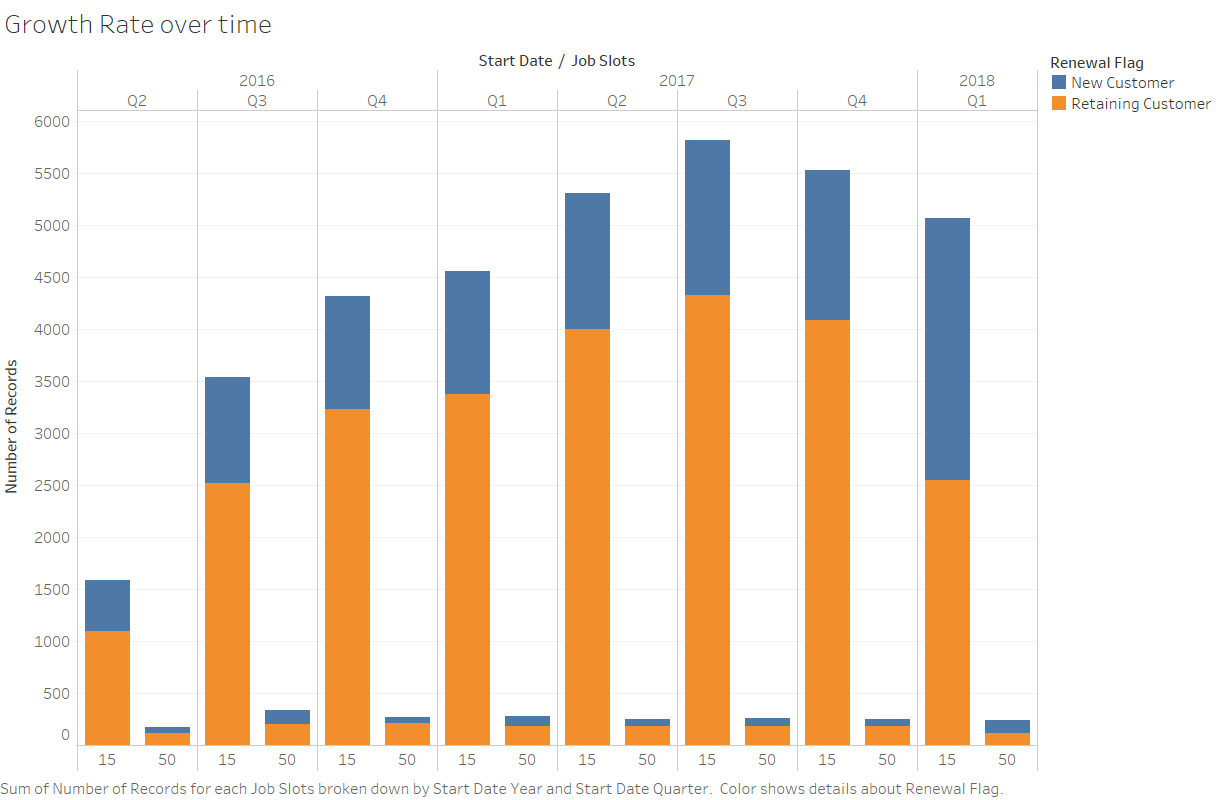 Growth Rate over time
Start Date / Job Slots
2016 2017 2018
Q2 Q3 Q4 Q1 Q2 Q3 Q4 Q1
Renewal Flag
New Customer
Retaining Customer
Number of Records
6000
5500
5000
4500
4000
3500
3000
2500
2000
1500
1000
500
0
15 50 15 50 15 50 15 50 15 50 15 50 15 50 15 50
Sum of Number of Records for each Job Slots broken down by Start Date Year and Start Date Quarter. Color shows details about Renewal Flag.